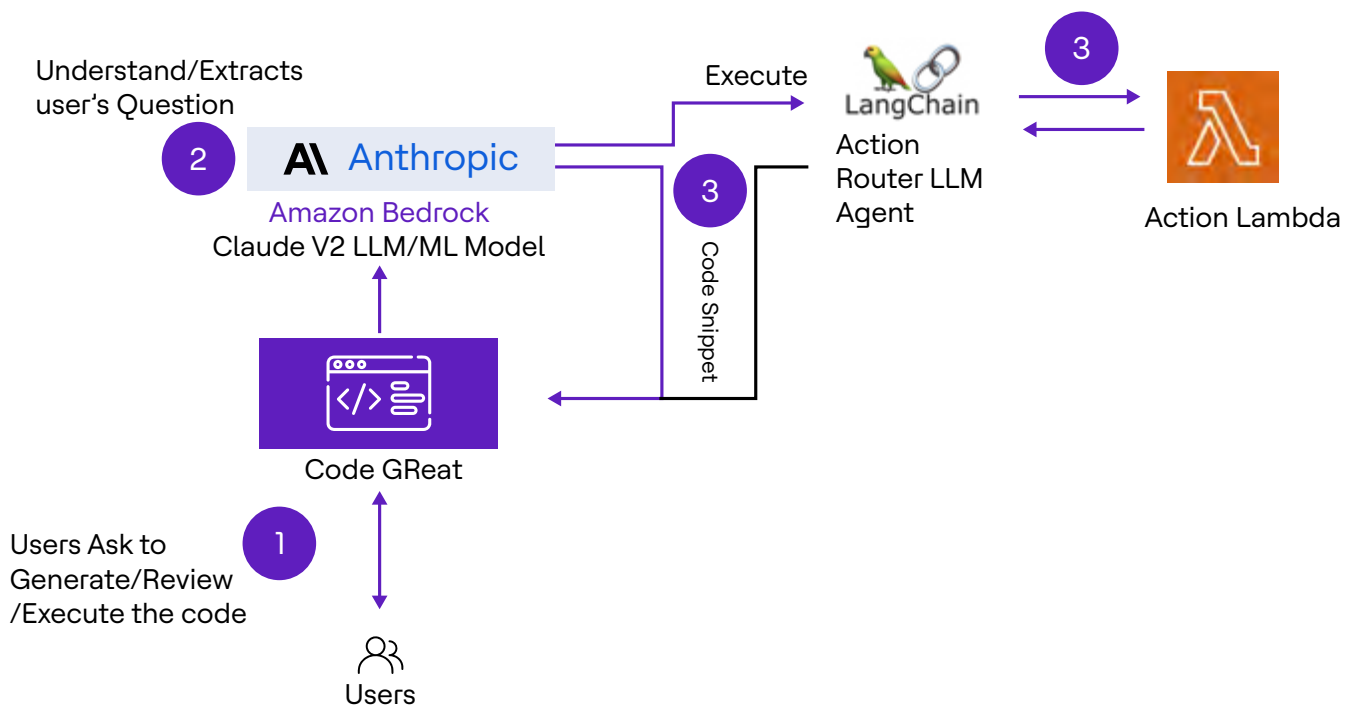 Understand/Extracts
user's Question
2
A\ Anthropic
Amazon Bedrock
Claude V2 LLM/ML Model
Execute
LangChain
Action
Router LLM
Agent
3
Action Lambda
3
Code Snippet
</>
Code GReat
1
Users Ask to
Generate/Review
/Execute the code
Users